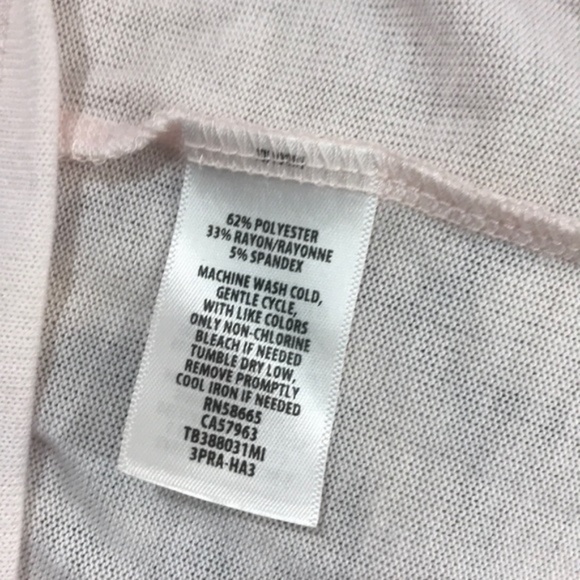 62% POLYESTER
33% RAYON/RAYONNE
5% SPANDEX
MACHINE WASH COLD,
GENTLE CYCLE,
WITH LIKE COLORS
ONLY NON-CHLORINE
BLEACH IF NEEDED
TUMBLE DRY LOW,
REMOVE PROMPTLY
COOL IRON IF NEEDED
RN58665
CA57963
TB388031MI
3PRA-HA3